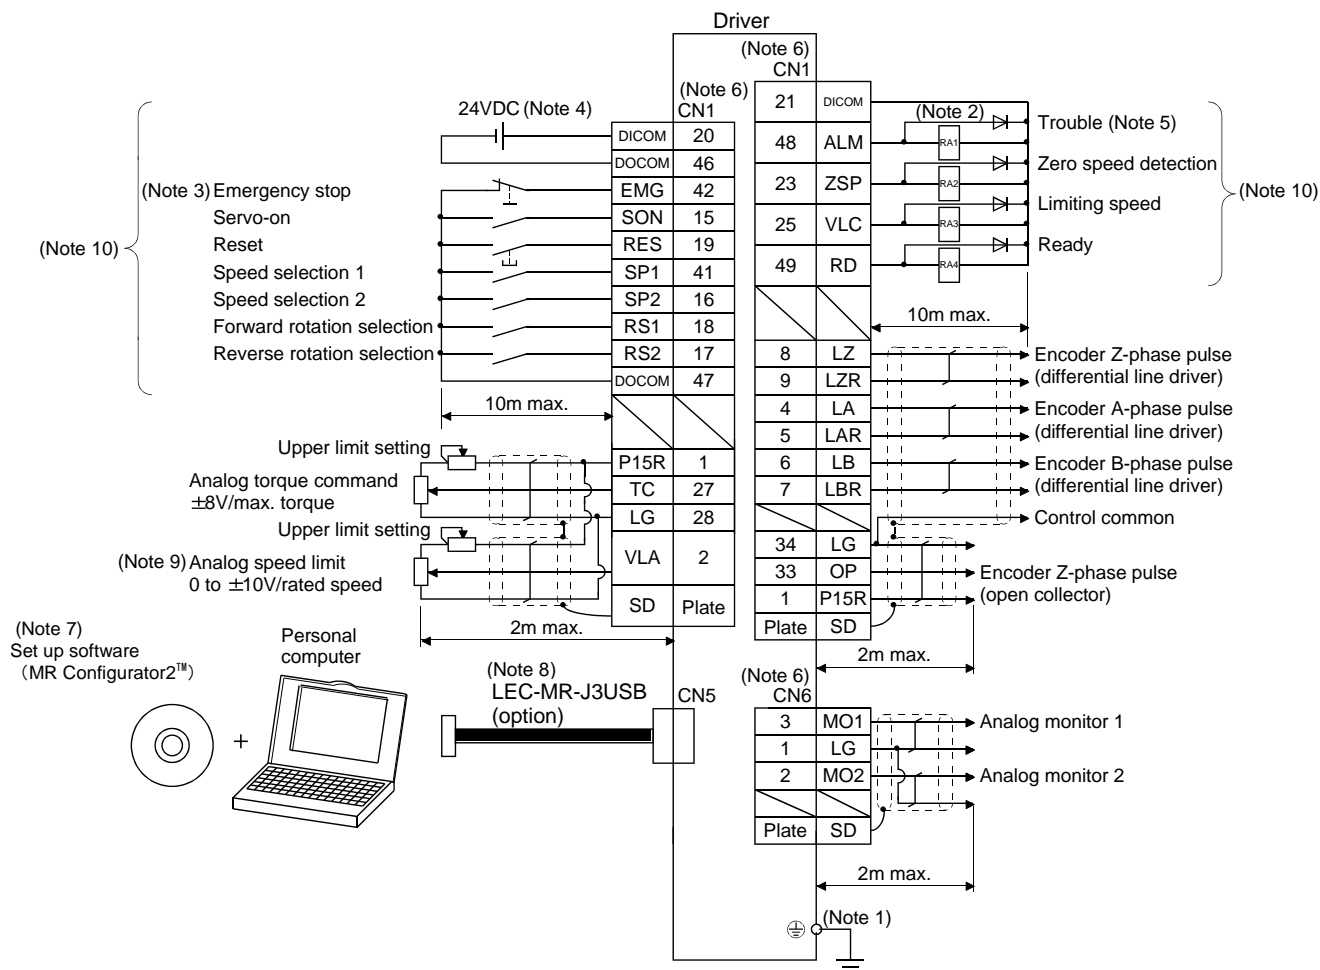 Driver
(Note 6)
CN1
24VDC (Note 4)
(Note 6)
CN1
DICOM 20
DOCOM 46
(Note 3) Emergency stop EMG 42
Servo-on SON 15
Reset RES 19
Speed selection 1 SP1 41
Speed selection 2 SP2 16
Forward rotation selection RS1 18
Reverse rotation selection RS2 17
DOCOM 47
(Note 10)
10m max.
Upper limit setting
P15R 1
Analog torque command
±8V/max. torque
TC 27
LG 28
Upper limit setting
(Note 9) Analog speed limit
0 to ±10V/rated speed
VLA 2
SD Plate
2m max.
21 DICOM
(Note 2)
48 ALM RA1 Trouble (Note 5)
23 ZSP RA2 Zero speed detection
25 VLC RA3 Limiting speed
49 RD RA4 Ready
(Note 10)
10m max.
8 LZ Encoder Z-phase pulse
9 LZR (differential line driver)
4 LA Encoder A-phase pulse
5 LAR (differential line driver)
6 LB Encoder B-phase pulse
7 LBR (differential line driver)
Control common
34 LG
33 OP Encoder Z-phase pulse
1 P15R (open collector)
Plate SD
2m max.
(Note 7)
Set up software
(MR Configurator2™)
+
Personal
computer
(Note 8)
LEC-MR-J3USB
(option)
CN5
(Note 6)
CN6
3 MO1 Analog monitor 1
1 LG
2 MO2 Analog monitor 2
Plate SD
2m max.
(Note 1)